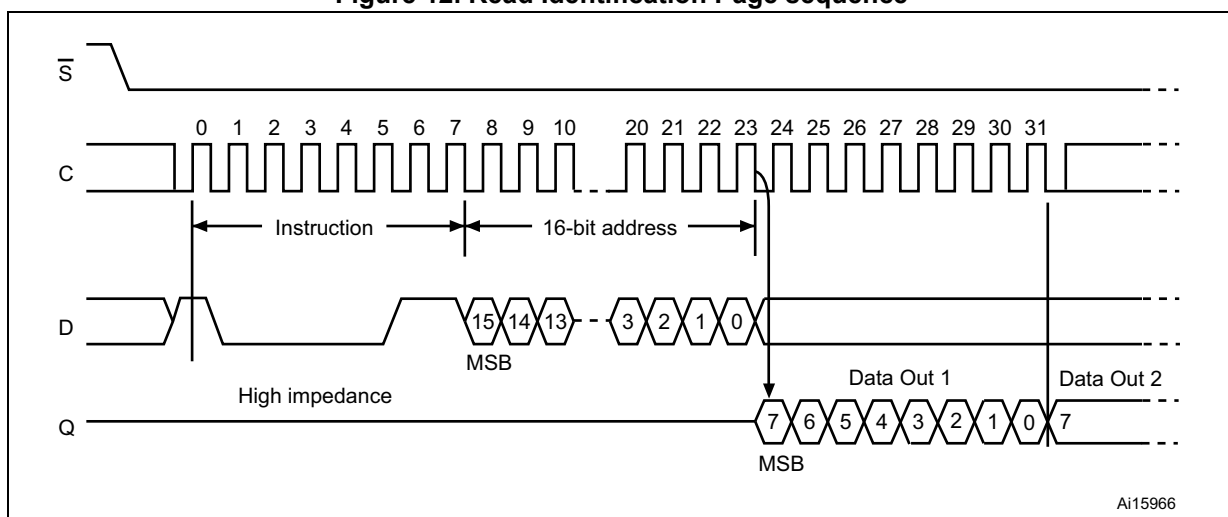 Figure 12. Read Identification Page sequence
S
0 1 2 3 4 5 6 7 8 9 10 20 21 22 23 24 25 26 27 28 29 30 31
C
Instruction 16-bit address
D 15 14 13 3 2 1 0
MSB
High impedance Data Out 1 Data Out 2
Q 7 6 5 4 3 2 1 0 7
MSB
Ai15966